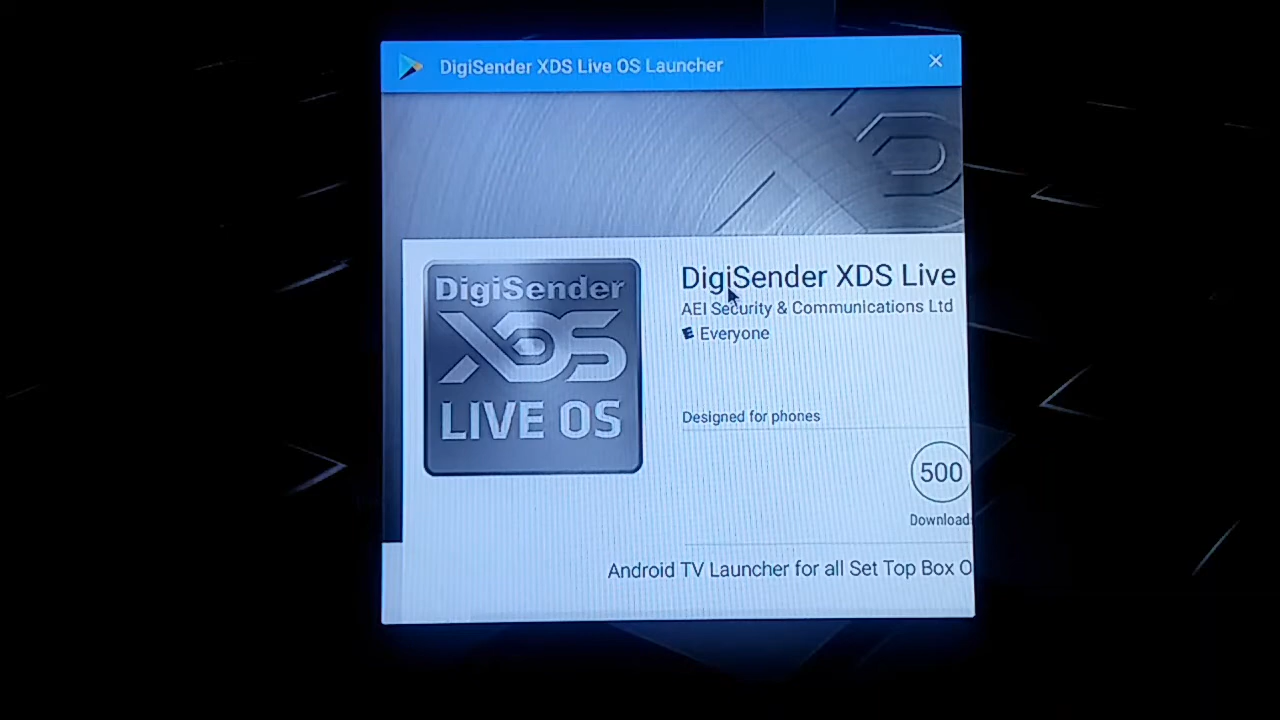 DigiSender XDS Live OS Launcher
DigiSender
XDS
LIVE OS
DigiSender XDS Live
AEI Security & Communications Ltd
E Everyone
Designed for phones
500
Download
Android TV Launcher for all Set Top Box O